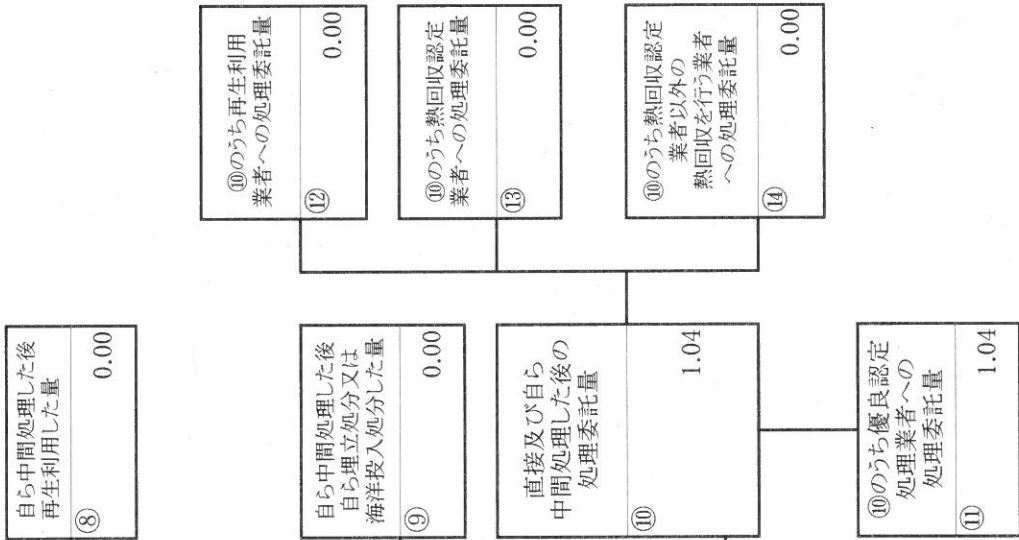 自ら中間処理した後
再生利用した量
⑧
0.00
自ら中間処理した後
自ら埋立処分又は
海洋投入処分した量
⑨
0.00
直接及び自ら
中間処理した後の
処理委託量
⑩
1.04
⑩のうち優良認定
処理業者への
処理委託量
⑪
1.04
⑩のうち再生利用
業者への処理委託量
⑫
0.00
⑩のうち熱回収認定
業者への処理委託量
⑬
0.00
⑩のうち熱回収認定
業者以外の
熱回収を行う業者
への処理委託量
⑭
0.00